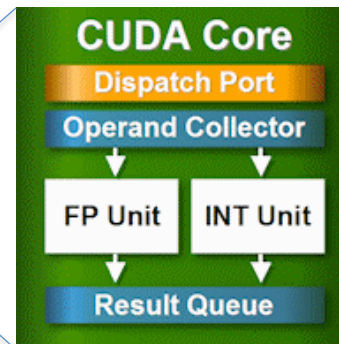 CUDA Core
Dispatch Port
Operand Collector
FP Unit INT Unit
Result Queue